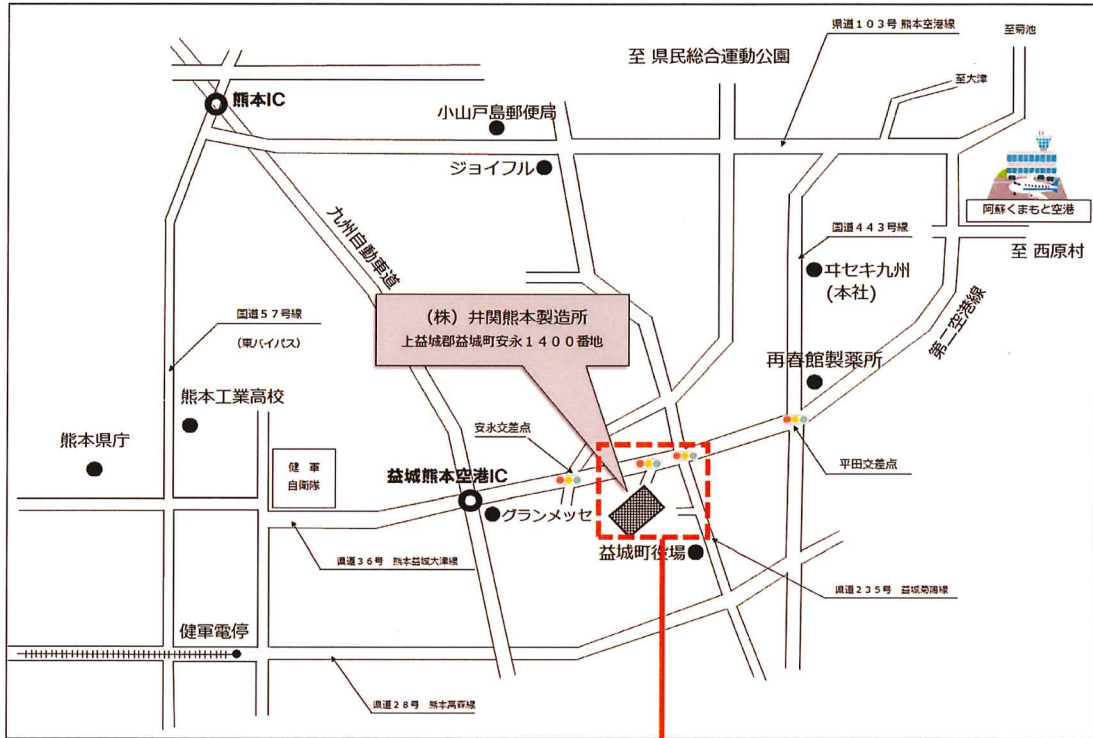 県道103号 熊本空港線
至菊池
至 県民総合運動公園
至大津
熊本IC
小山戸島郵便局
ジョイフル
阿蘇くまもと空港
九州自動車道
国道443号線
至 西原村
ヰセキ九州
(本社)
(株)井関熊本製造所
上益城郡益城町安永1400番地
国道57号線
(東バイパス)
第二空港線
再春館製薬所
熊本工業高校
安永交差点
熊本県庁
平田交差点
健 軍
自衛隊
益城熊本空港IC
グランメッセ
益城町役場
県道36号 熊本益城大津線
県道235号 益城菊陽線
健軍電停
県道28号 熊本高森線